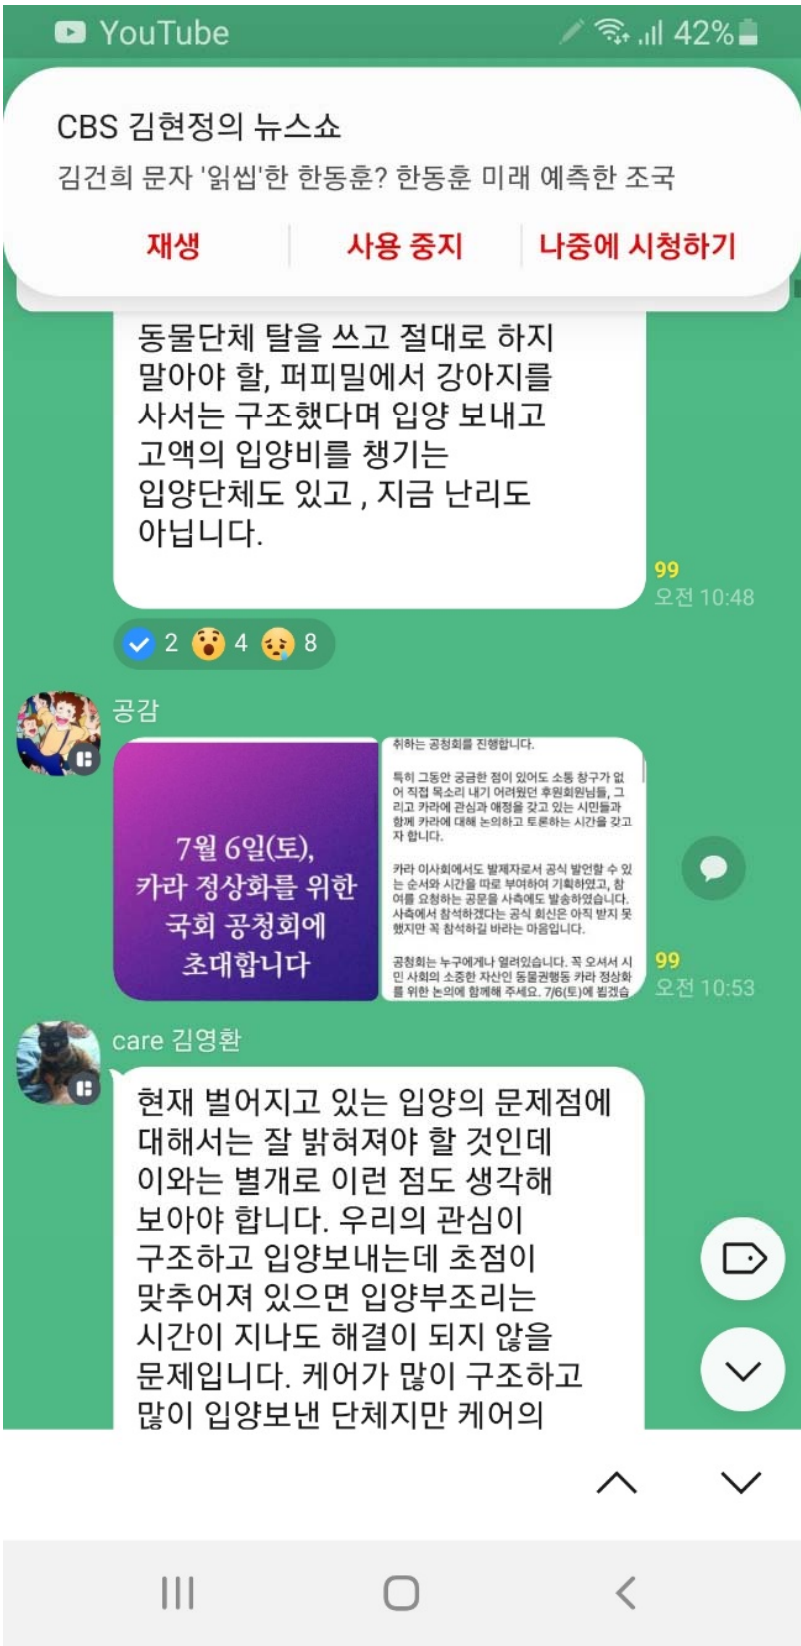 YouTube
42%
CBS 김현정의 뉴스쇼
김건희 문자 '읽씹'한 한동훈? 한동훈 미래 예측한 조국
재생
사용 중지
나중에 시청하기
동물단체 탈을 쓰고 절대로 하지
말아야 할, 퍼피밀에서 강아지를
사서는 구조했다며 입양 보내고
고액의 입양비를 챙기는
입양단체도 있고 , 지금 난리도
아닙니다.
99
오전 10:48
2
4
8
공감
7월 6일(토),
카라 정상화를 위한
국회 공청회에
초대합니다
취하는 공청회를 진행합니다.
특히 그동안 궁금한 점이 있어도 소통 창구가 없
어 직접 목소리 내기 어려웠던 후원회원님들, 그
리고 카라에 관심과 애정을 갖고 있는 시민들과
함께 카라에 대해 논의하고 토론하는 시간을 갖고
자 합니다.
카라 이사회에서도 발제자로서 공식 발언할 수 있
는 순서와 시간을 따로 부여하여 기획하였고, 참
여를 요청하는 공문을 사측에도 발송하였습니다.
사측에서 참석하겠다는 공식 회신은 아직 받지 못
했지만 꼭 참석하길 바라는 마음입니다.
공청회는 누구에게나 열려있습니다. 꼭 오셔서 시
민 사회의 소중한 자산인 동물권행동 카라 정상화
를 위한 논의에 함께해 주세요. 7/6(토)에 뵙겠습
99
오전 10:53
care 김영환
현재 벌어지고 있는 입양의 문제점에
대해서는 잘 밝혀져야 할 것인데
이와는 별개로 이런 점도 생각해
보아야 합니다. 우리의 관심이
구조하고 입양보내는데 초점이
맞추어져 있으면 입양부조리는
시간이 지나도 해결이 되지 않을
문제입니다. 케어가 많이 구조하고
많이 입양보낸 단체지만 케어의